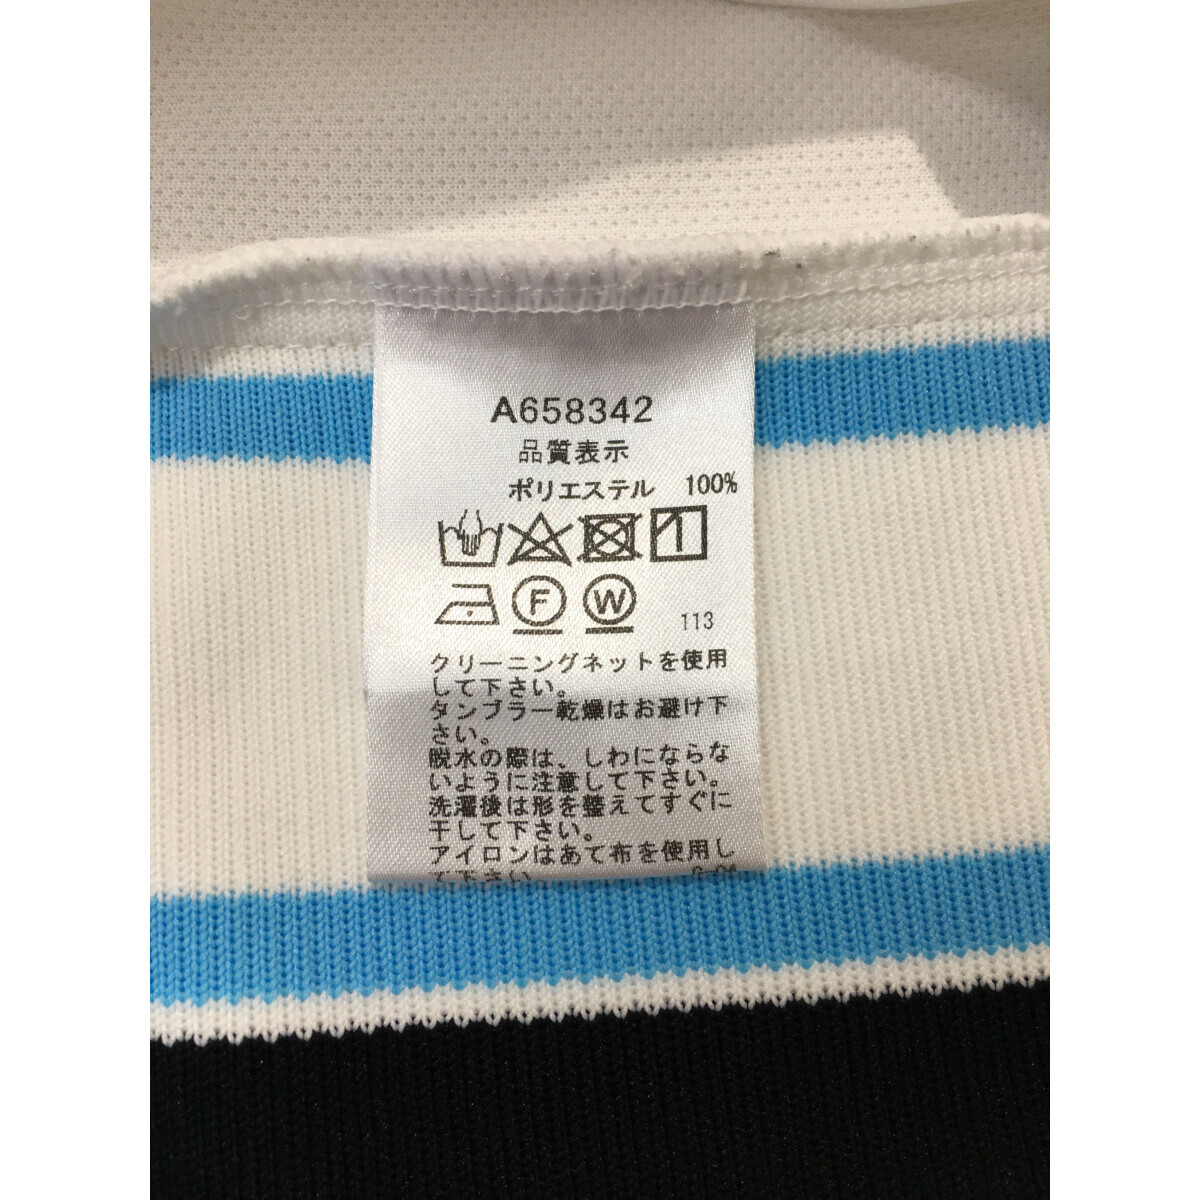 A658342
品質表示
ポリエステル 100%
F W 113
クリーニングネットを使用
して下さい。
タンブラー乾燥はお避け下
さい。
脱水の際は、しわにならな
いように注意して下さい。
洗濯後は形を整えてすぐに
干して下さい。
アイロンはあて布を使用し
て下さい